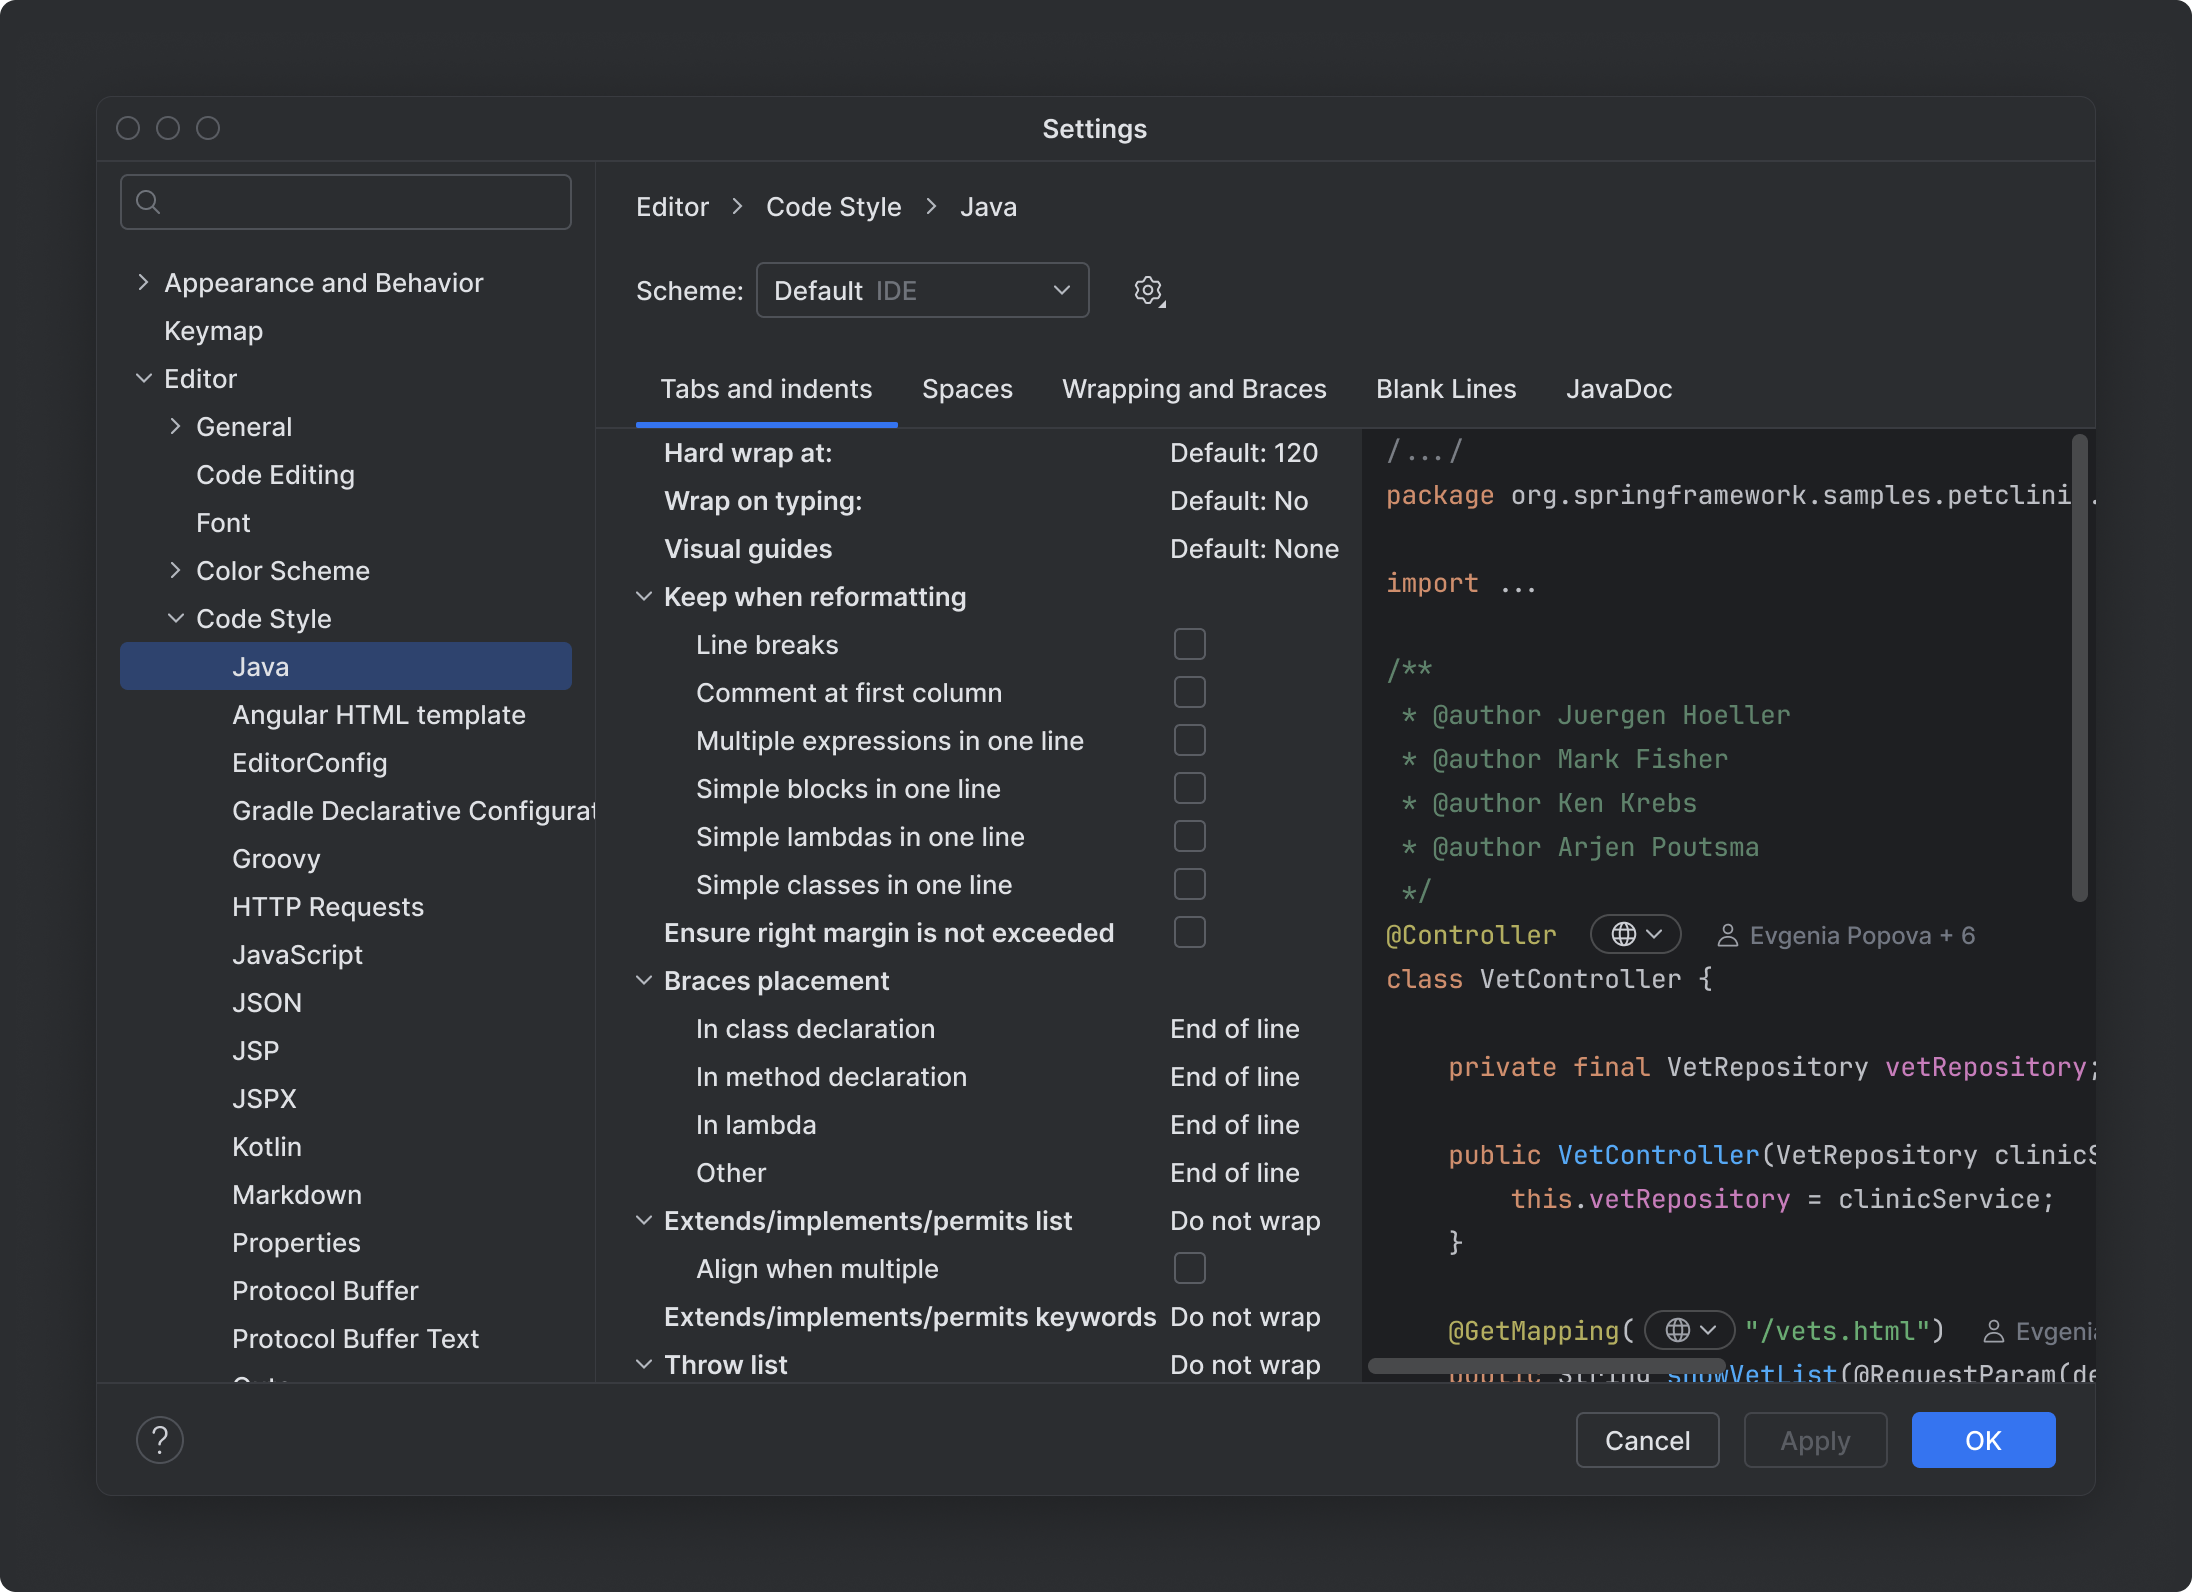 Settings
Appearance and Behavior
Keymap
Editor
General
Code Editing
Font
Color Scheme
Code Style
Java
Angular HTML template
EditorConfig
Gradle Declarative Configurat
Groovy
HTTP Requests
JavaScript
JSON
JSP
JSPX
Kotlin
Markdown
Properties
Protocol Buffer
Protocol Buffer Text
Editor > Code Style > Java
Scheme: Default IDE
Tabs and indents Spaces Wrapping and Braces Blank Lines JavaDoc
Hard wrap at: Default: 120
Wrap on typing: Default: No
Visual guides Default: None
Keep when reformatting
Line breaks
Comment at first column
Multiple expressions in one line
Simple blocks in one line
Simple lambdas in one line
Simple classes in one line
Ensure right margin is not exceeded
Braces placement
In class declaration End of line
In method declaration End of line
In lambda End of line
Other End of line
Extends/implements/permits list Do not wrap
Align when multiple
Extends/implements/permits keywords Do not wrap
Throw list Do not wrap
/.../
package org.springframework.samples.petclini .
import ...
/**
* @author Juergen Hoeller
* @author Mark Fisher
* @author Ken Krebs
* @author Arjen Poutsma
*/
@Controller Evgenia Popova + 6
class VetController {
private final VetRepository vetRepository;
public VetController(VetRepository clinicS
this.vetRepository = clinicService;
}
@GetMapping( "/vets.html") Evgenia
public String showVetList(@RequestParam(de
? Cancel Apply OK